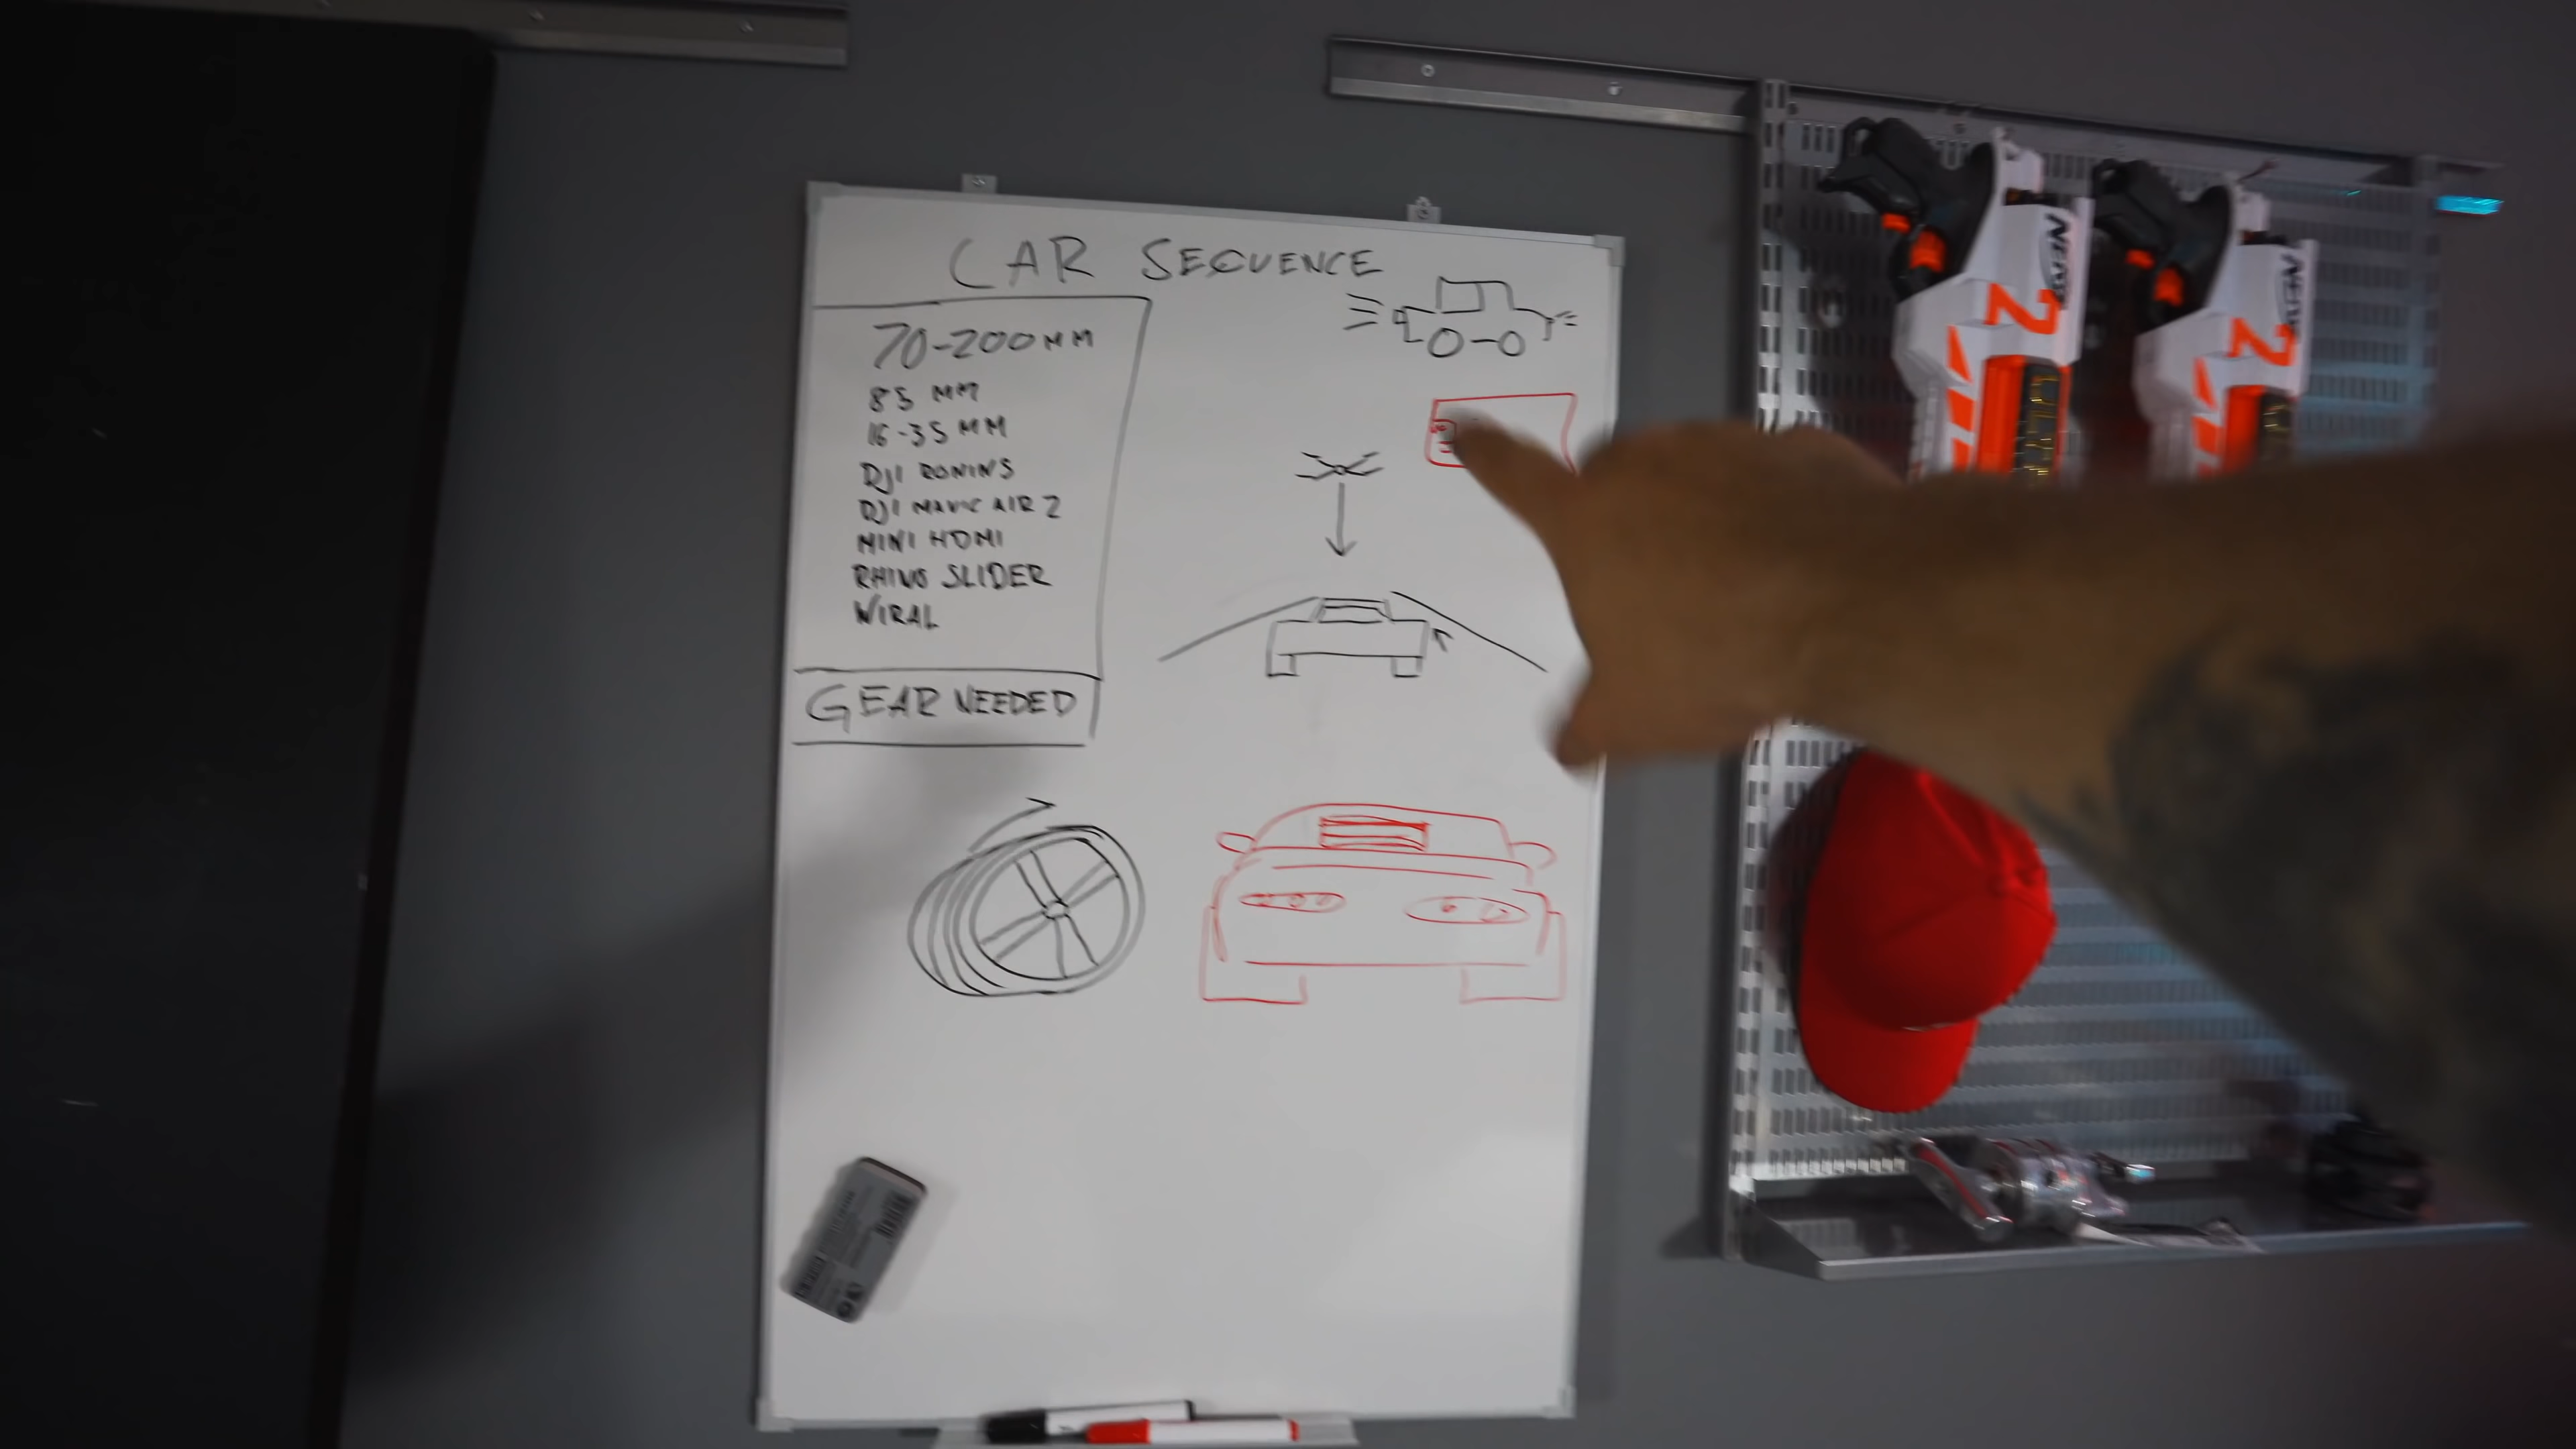 CAR SEQUENCE
70-200MM
85 MM
16-35 MM
DJI RONINS
DJI MAVIC AIR 2
MINI HDMI
RHINO SLIDER
WIRAL
GEAR NEEDED
NERF
2
NERF
2